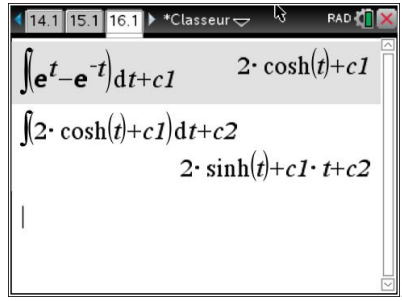 14.1 15.1 16.1 *Classeur RAD
∫(e^t–e^-t)dt+c1 2·cosh(t)+c1
∫(2·cosh(t)+c1)dt+c2
2·sinh(t)+c1·t+c2